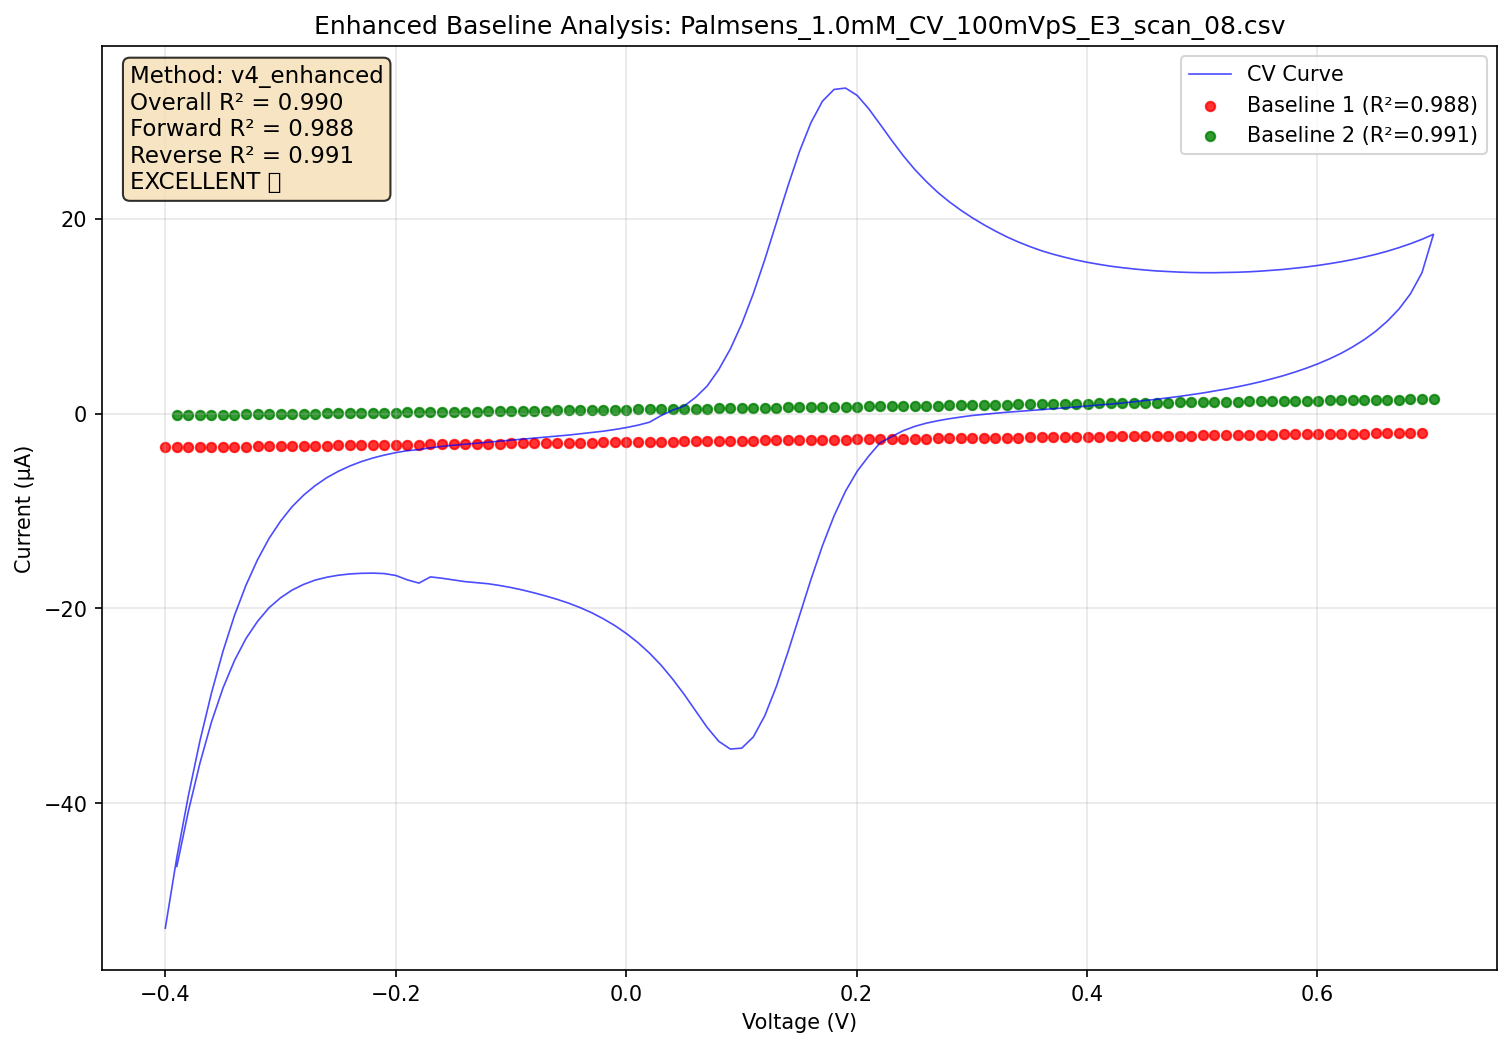 Enhanced Baseline Analysis: Palmsens_1.0mM_CV_100mVpS_E3_scan_08.csv
Method: v4_enhanced
Overall R² = 0.990
Forward R² = 0.988
Reverse R² = 0.991
EXCELLENT
CV Curve
Baseline 1 (R²=0.988)
Baseline 2 (R²=0.991)
20
0
−20
−40
Current (µA)
−0.4
−0.2
0.0
0.2
0.4
0.6
Voltage (V)